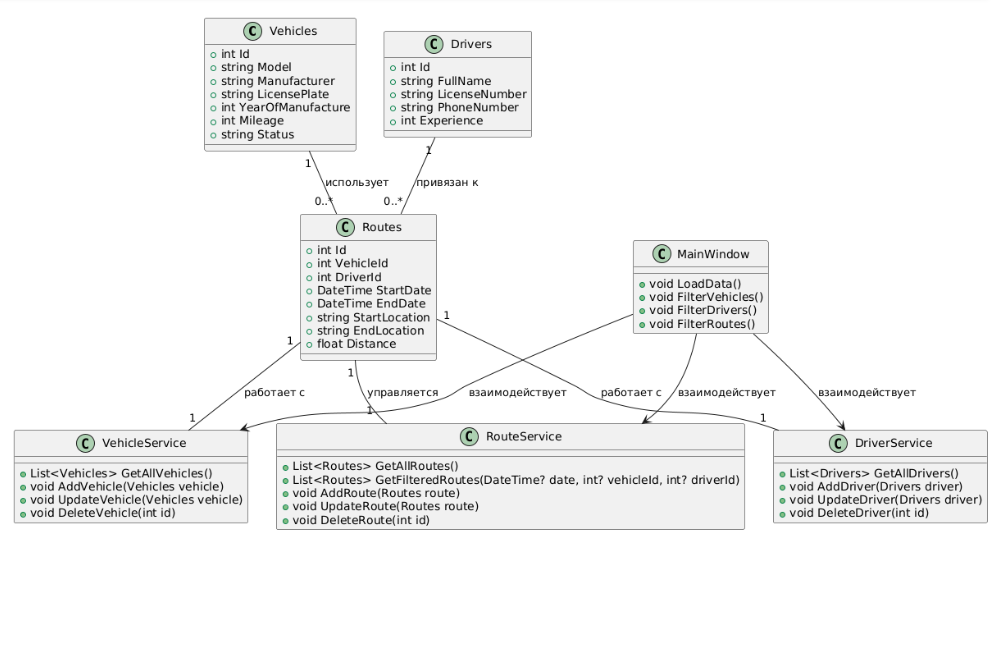 C Vehicles
int Id
string Model
string Manufacturer
string LicensePlate
int YearOfManufacture
int Mileage
string Status
C Drivers
int Id
string FullName
string LicenseNumber
string PhoneNumber
int Experience
1
использует
0..*
1
привязан к
0..*
C Routes
int Id
int VehicleId
int DriverId
DateTime StartDate
DateTime EndDate
string StartLocation
string EndLocation
float Distance
C MainWindow
void LoadData()
void FilterVehicles()
void FilterDrivers()
void FilterRoutes()
1
работает с
1
1
управляется
1
взаимодействует
1
работает с
1
взаимодействует
взаимодействует
C VehicleService
List<Vehicles> GetAllVehicles()
void AddVehicle(Vehicles vehicle)
void UpdateVehicle(Vehicles vehicle)
void DeleteVehicle(int id)
C RouteService
List<Routes> GetAllRoutes()
List<Routes> GetFilteredRoutes(DateTime? date, int? vehicleId, int? driverId)
void AddRoute(Routes route)
void UpdateRoute(Routes route)
void DeleteRoute(int id)
C DriverService
List<Drivers> GetAllDrivers()
void AddDriver(Drivers driver)
void UpdateDriver(Drivers driver)
void DeleteDriver(int id)